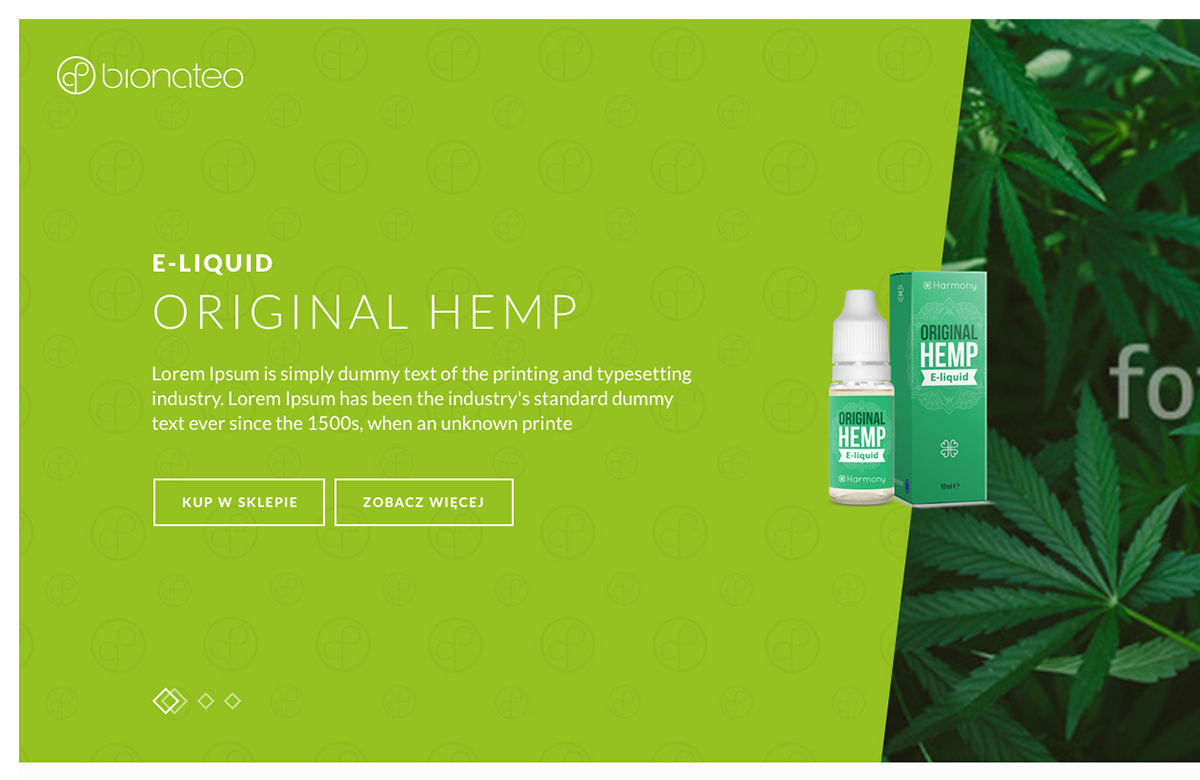 bionateo
E-LIQUID
ORIGINAL HEMP
Lorem Ipsum is simply dummy text of the printing and typesetting
industry. Lorem Ipsum has been the industry's standard dummy
text ever since the 1500s, when an unknown printe
KUP W SKLEPIE
ZOBACZ WIĘCEJ
Harmony
ORIGINAL
HEMP
E-liquid
10ml €
ORIGINAL
HEMP
E-liquid
Harmony